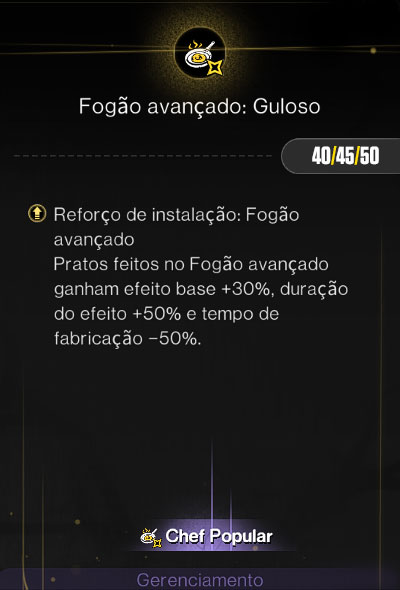 Fogão avançado: Guloso
40/45/50
Reforço de instalação: Fogão
avançado
Pratos feitos no Fogão avançado
ganham efeito base +30%, duração
do efeito +50% e tempo de
fabricação −50%.
Chef Popular
Gerenciamento